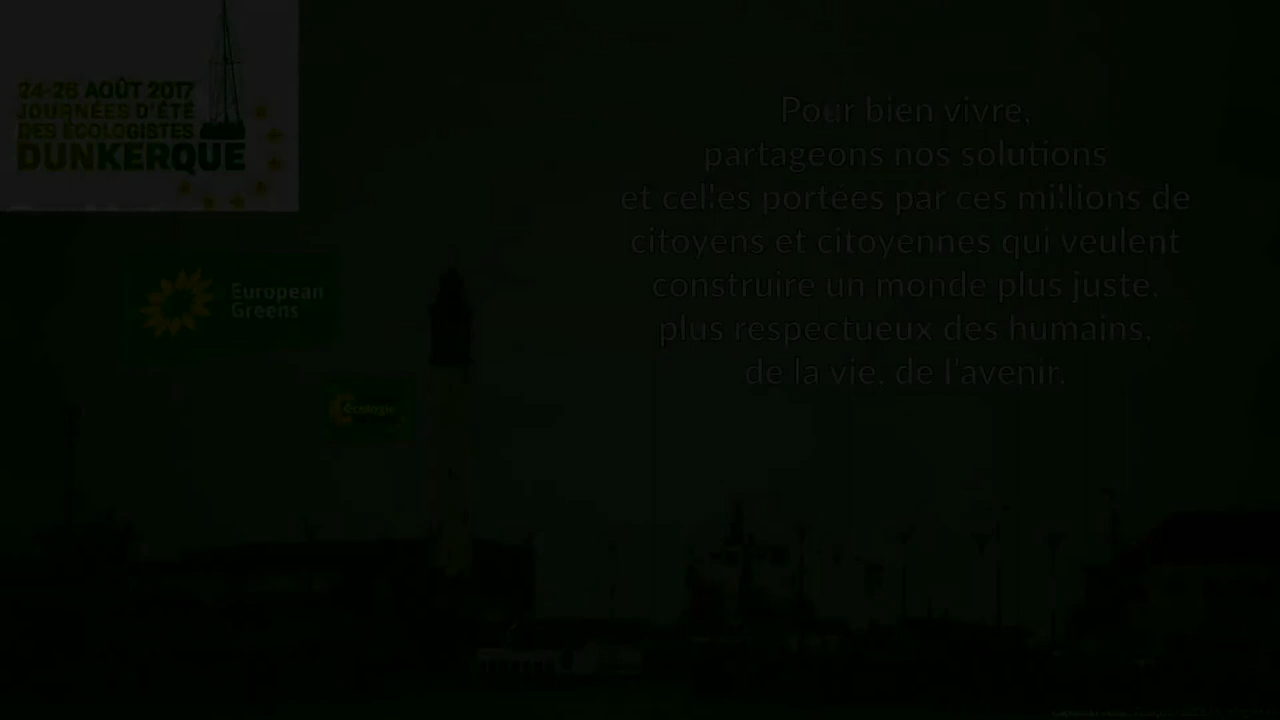 24-26 AOÛT 2017
JOURNÉES D'ÉTÉ
DES ÉCOLOGISTES
DUNKERQUE
European
Greens
Pour bien vivre,
partageons nos solutions
et celles portées par ces millions de
citoyens et citoyennes qui veulent
construire un monde plus juste,
plus respectueux des humains,
de la vie, de l'avenir.